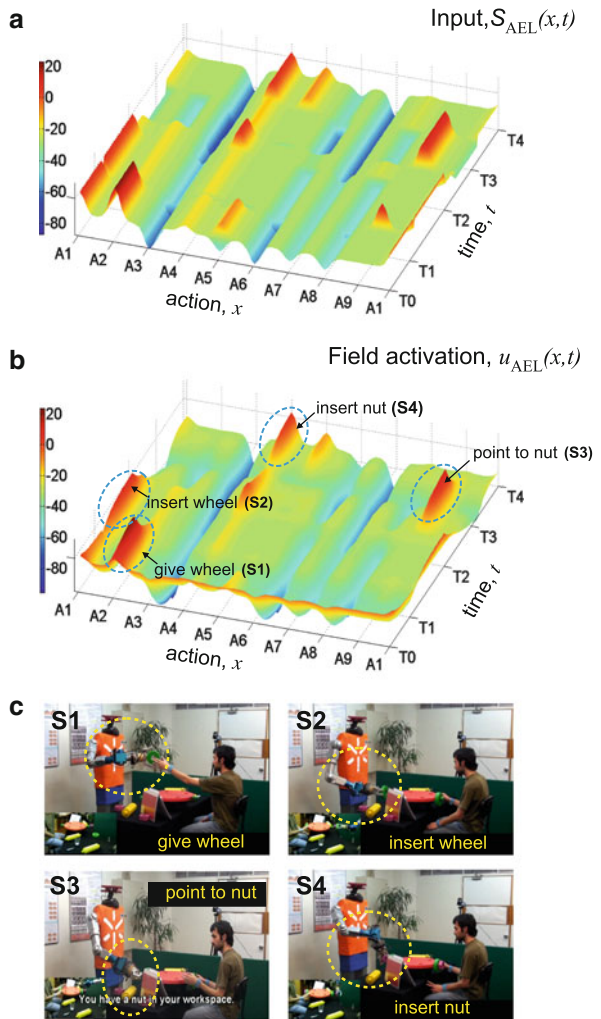 a
Input, S_AEL(x,t)
20
0
-20
-40
-60
-80
A1 A2 A3 A4 A5 A6 A7 A8 A9 A1
action, x
T0 T1 T2 T3 T4
time, t
b
Field activation, u_AEL(x,t)
20
0
-20
-40
-60
-80
insert nut (S4)
point to nut (S3)
insert wheel (S2)
give wheel (S1)
A1 A2 A3 A4 A5 A6 A7 A8 A9 A1
action, x
T0 T1 T2 T3 T4
time, t
c
S1
give wheel
S2
insert wheel
S3
point to nut
You have a nut in your workspace.
S4
insert nut